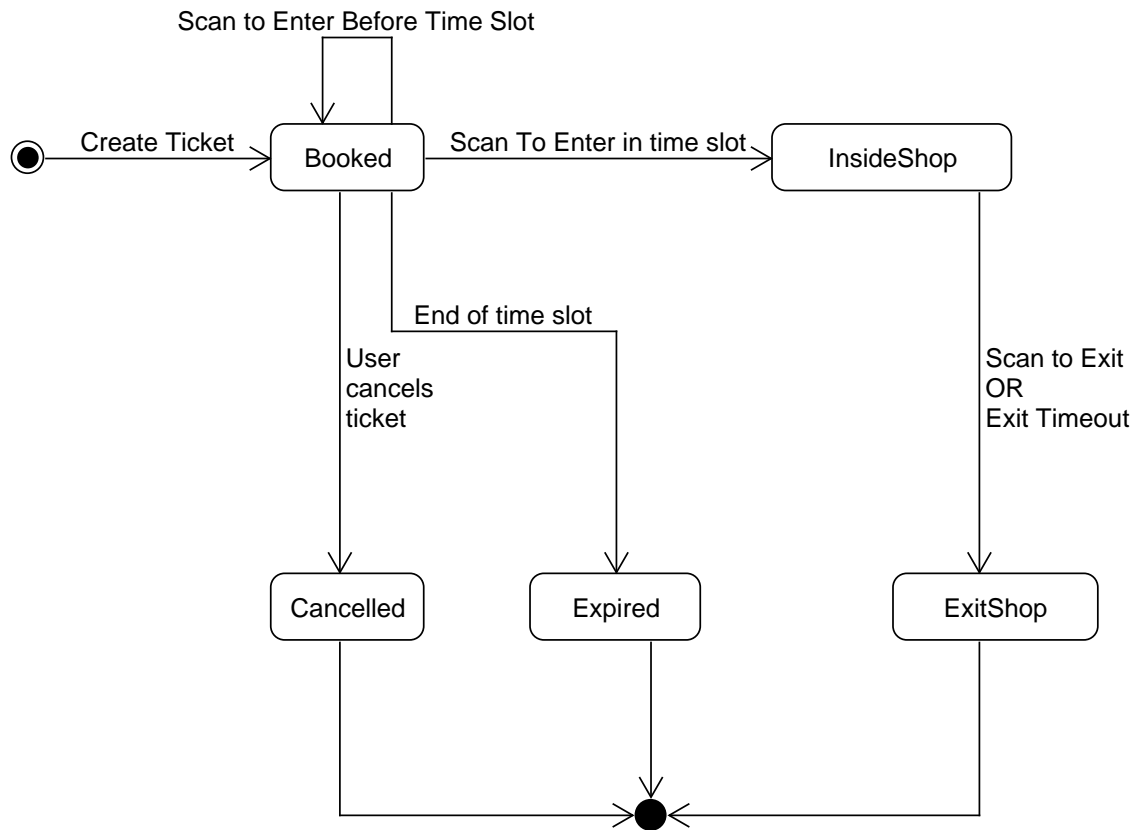 Scan to Enter Before Time Slot
Create Ticket
Booked
Scan To Enter in time slot
InsideShop
End of time slot
User
cancels
ticket
Scan to Exit
OR
Exit Timeout
Cancelled
Expired
ExitShop